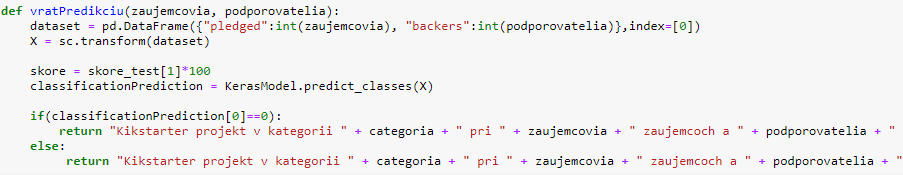 def vratPredikciu(zaujemcovia, podporovatelia):
    dataset = pd.DataFrame({"pledged":int(zaujemcovia), "backers":int(podporovatelia)},index=[0])
    X = sc.transform(dataset)
    skore = skore_test[1]*100
    classificationPrediction = KerasModel.predict_classes(X)
    if(classificationPrediction[0]==0):
        return "Kikstarter projekt v kategorii " + categoria + " pri " + zaujemcovia + " zaujemcoch a " + podporovatelia + "
    else:
         return "Kikstarter projekt v kategorii " + categoria + " pri " + zaujemcovia + " zaujemcoch a " + podporovatelia + "